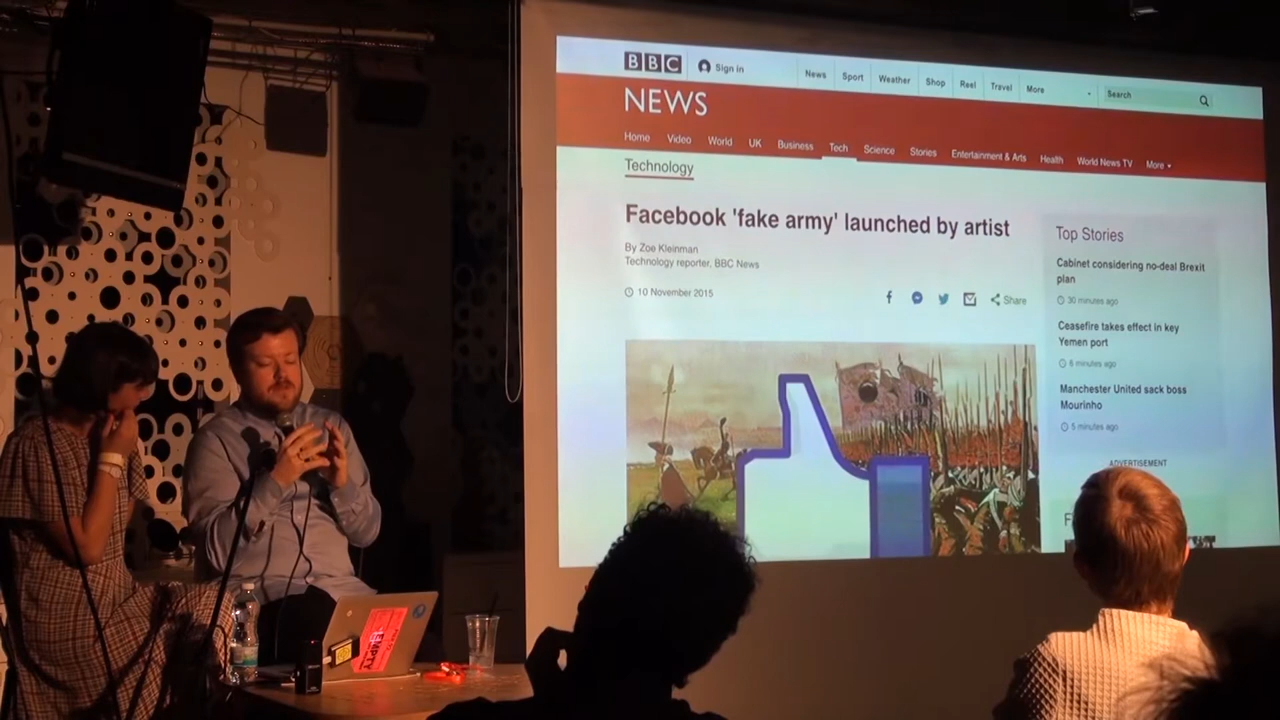 BBC
Sign in
News Sport Weather Shop Reel Travel More
Search
NEWS
Home Video World UK Business Tech Science Stories Entertainment & Arts Health World News TV More
Technology
Facebook 'fake army' launched by artist
By Zoe Kleinman
Technology reporter, BBC News
10 November 2015
Share
Top Stories
Cabinet considering no-deal Brexit
plan
30 minutes ago
Ceasefire takes effect in key
Yemen port
6 minutes ago
Manchester United sack boss
Mourinho
5 minutes ago
ADVERTISEMENT
EMPTY